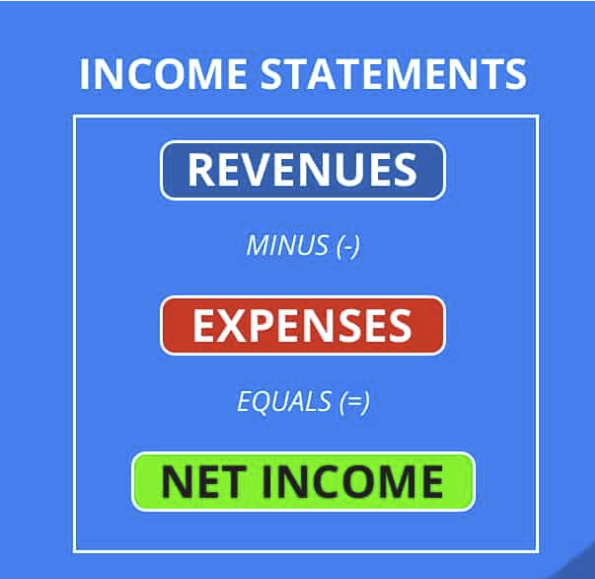 INCOME STATEMENTS
REVENUES
MINUS (-)
EXPENSES
EQUALS (=)
NET INCOME